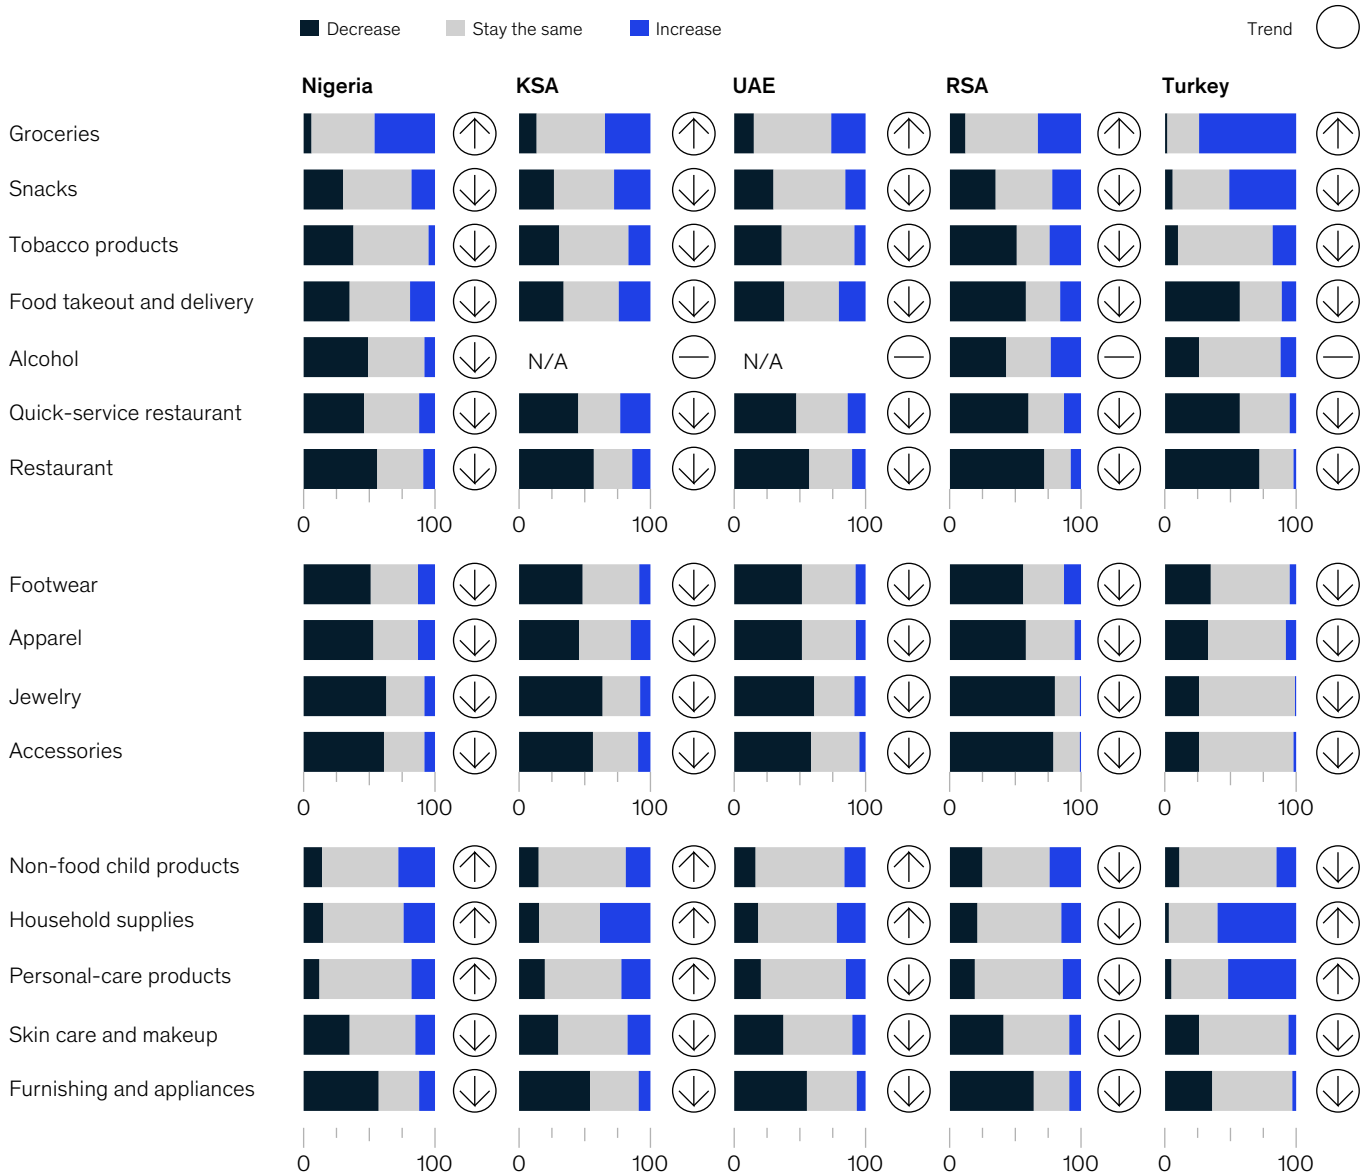 Decrease Stay the same Increase Trend
Nigeria KSA UAE RSA Turkey
Groceries
Snacks
Tobacco products
Food takeout and delivery
Alcohol N/A N/A
Quick-service restaurant
Restaurant
0 100 0 100 0 100 0 100 0 100
Footwear
Apparel
Jewelry
Accessories
0 100 0 100 0 100 0 100 0 100
Non-food child products
Household supplies
Personal-care products
Skin care and makeup
Furnishing and appliances
0 100 0 100 0 100 0 100 0 100